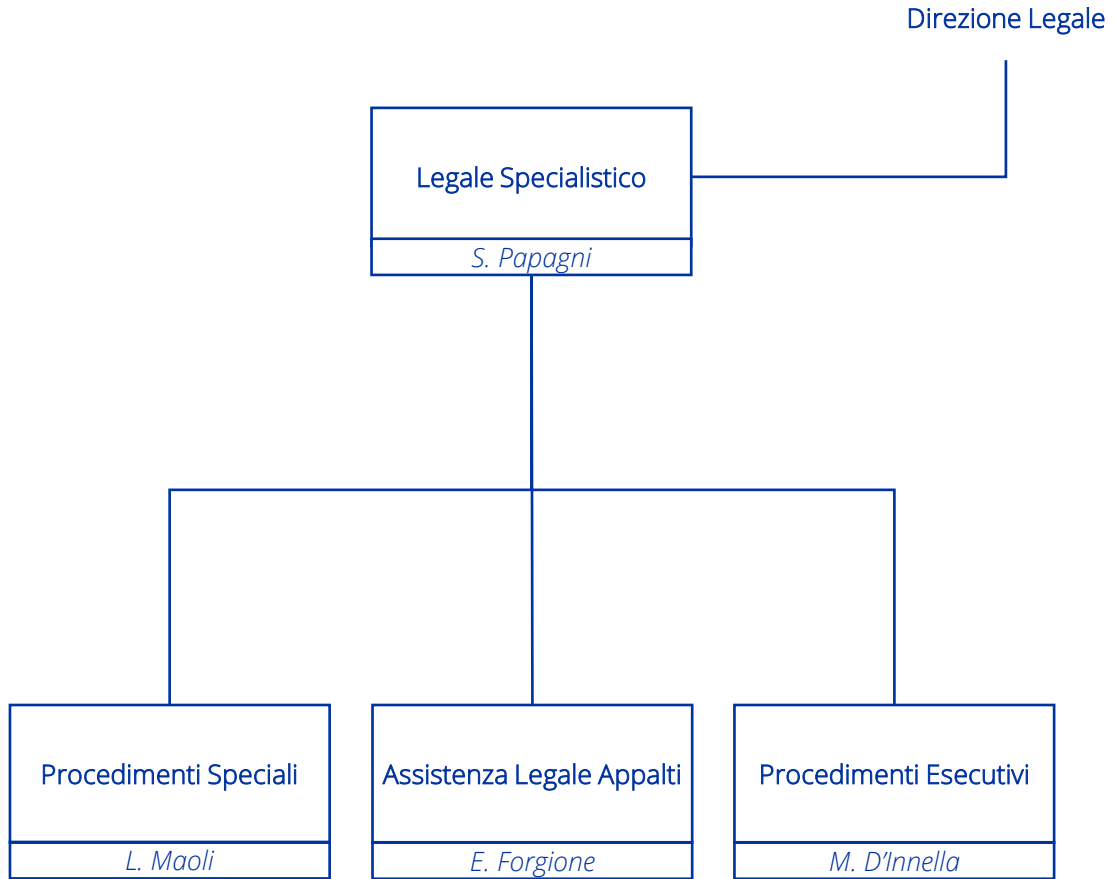 Direzione Legale
Legale Specialistico
S. Papagni
Procedimenti Speciali
L. Maoli
Assistenza Legale Appalti
E. Forgione
Procedimenti Esecutivi
M. D’Innella